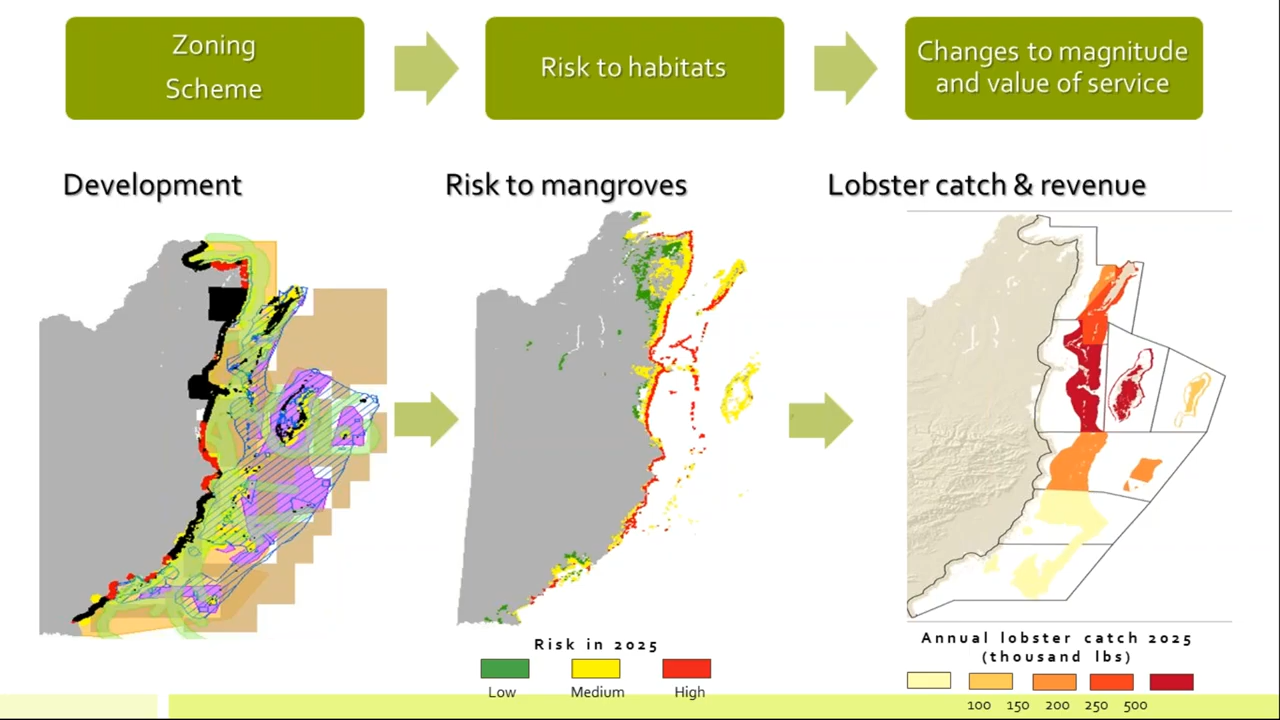 Zoning
Scheme
Risk to habitats
Changes to magnitude
and value of service
Development
Risk to mangroves
Lobster catch & revenue
Risk in 2025
Low
Medium
High
Annual lobster catch 2025
(thousand lbs)
100 150 200 250 500